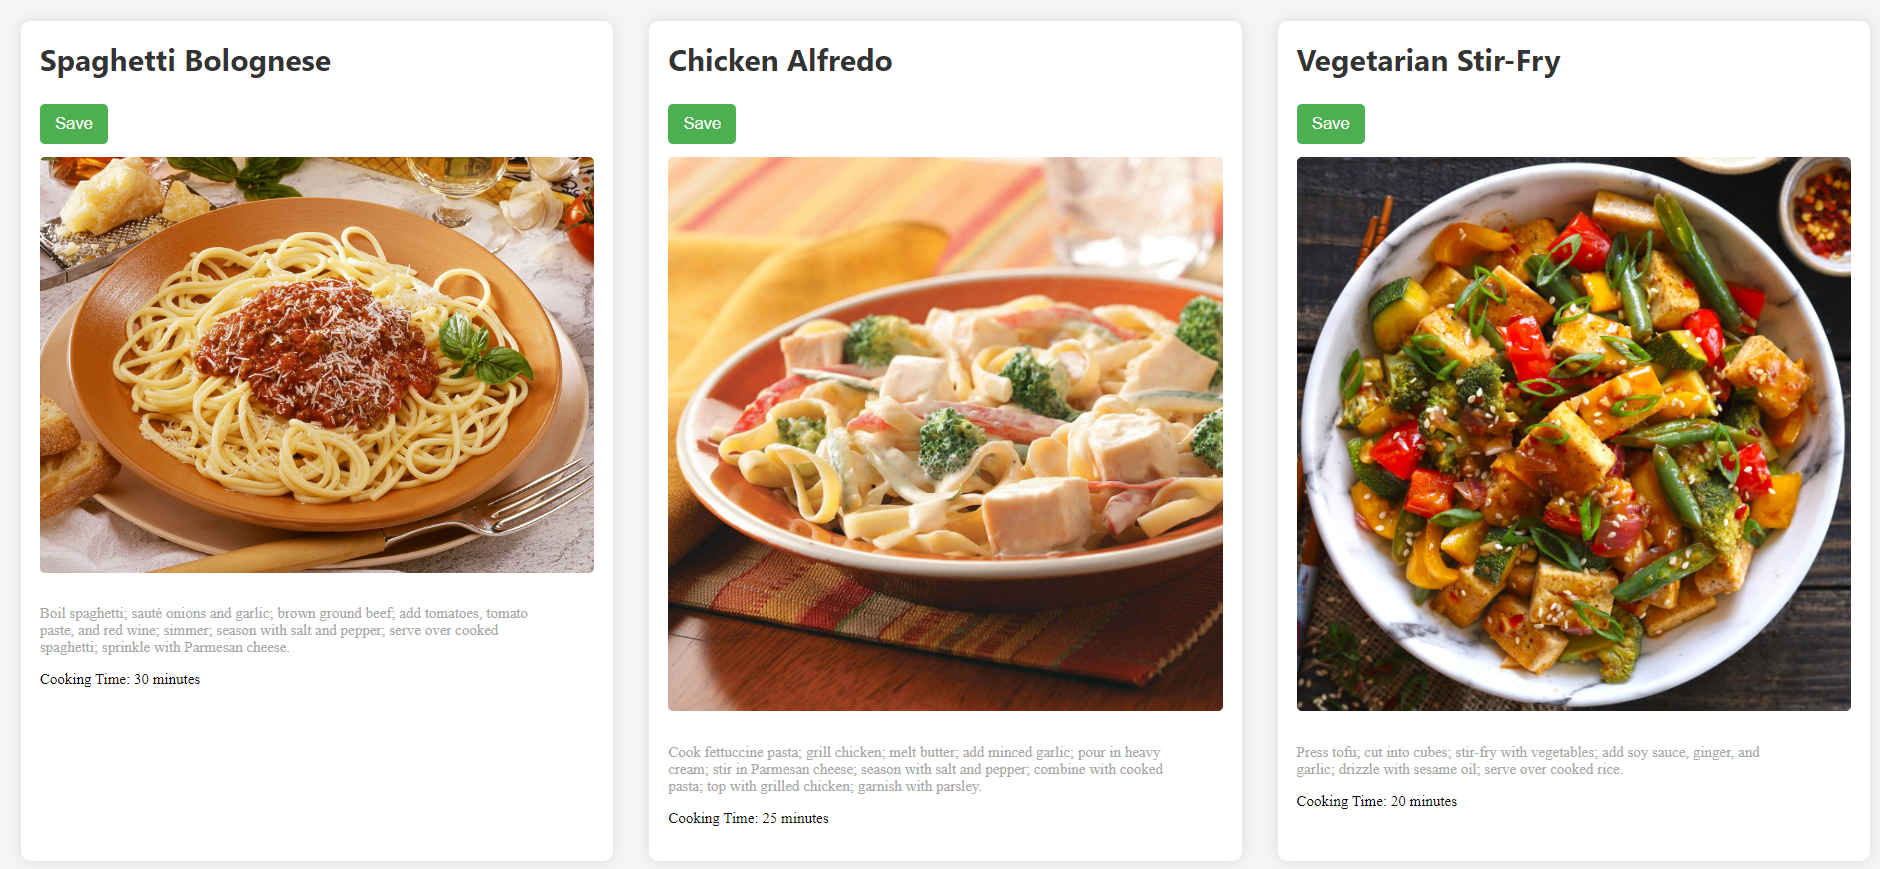 Spaghetti Bolognese
Save
Boil spaghetti; sauté onions and garlic; brown ground beef; add tomatoes, tomato
paste, and red wine; simmer; season with salt and pepper; serve over cooked
spaghetti; sprinkle with Parmesan cheese.
Cooking Time: 30 minutes
Chicken Alfredo
Save
Cook fettuccine pasta; grill chicken; melt butter; add minced garlic; pour in heavy
cream; stir in Parmesan cheese; season with salt and pepper; combine with cooked
pasta; top with grilled chicken; garnish with parsley.
Cooking Time: 25 minutes
Vegetarian Stir-Fry
Save
Press tofu; cut into cubes; stir-fry with vegetables; add soy sauce, ginger, and
garlic; drizzle with sesame oil; serve over cooked rice.
Cooking Time: 20 minutes